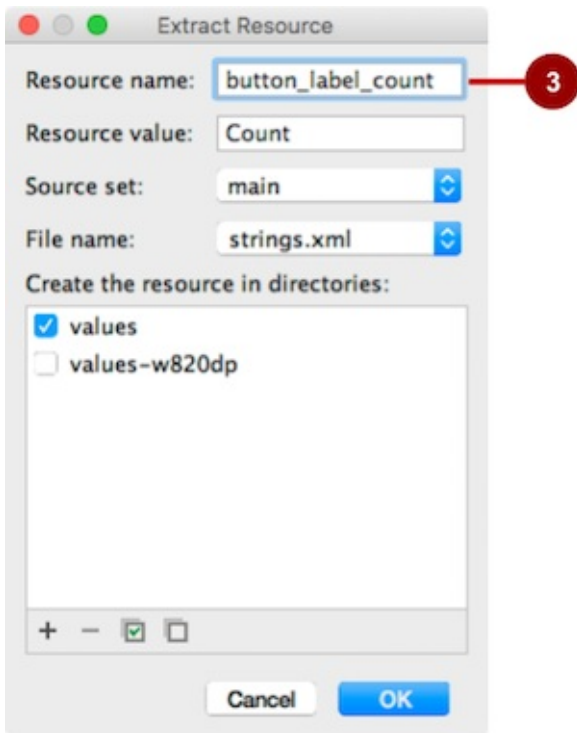 Extract Resource
Resource name: button_label_count 3
Resource value: Count
Source set: main
File name: strings.xml
Create the resource in directories:
values
values-w820dp
Cancel OK